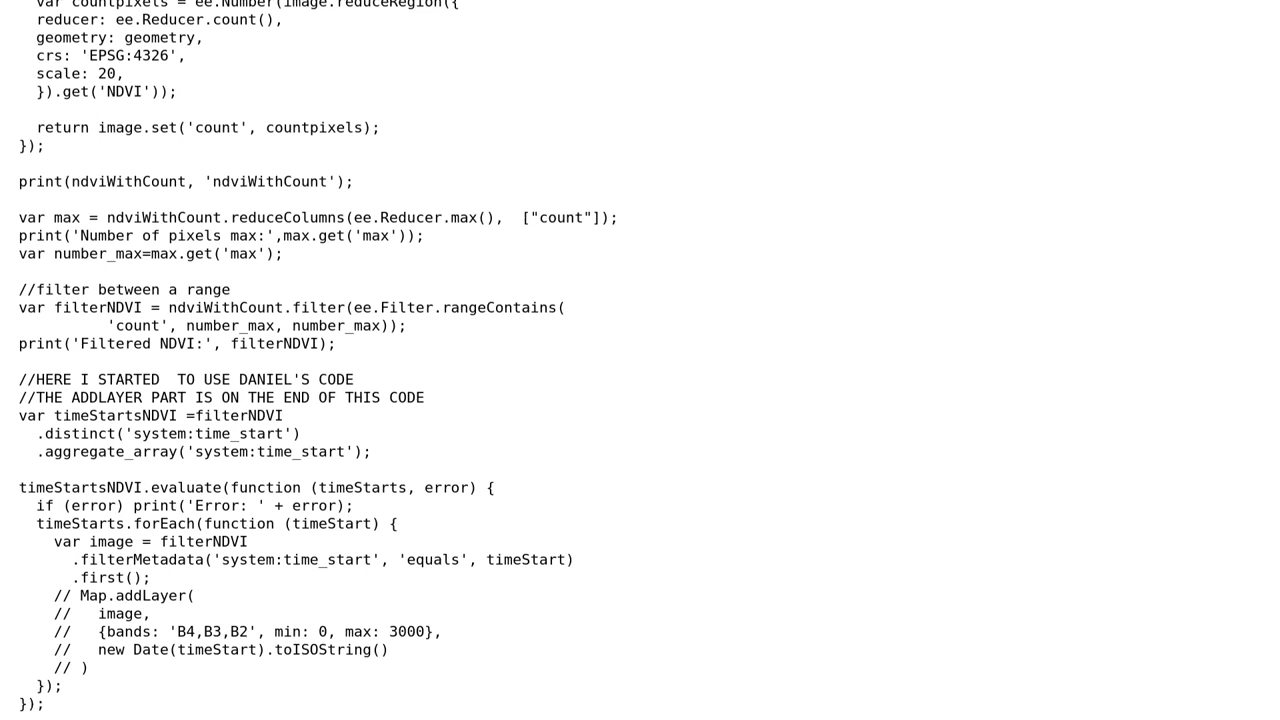 var countpixels = ee.Number(image.reduceRegion({
  reducer: ee.Reducer.count(),
  geometry: geometry,
  crs: 'EPSG:4326',
  scale: 20,
  }).get('NDVI'));

  return image.set('count', countpixels);
});

print(ndviWithCount, 'ndviWithCount');

var max = ndviWithCount.reduceColumns(ee.Reducer.max(),  ["count"]);
print('Number of pixels max:',max.get('max'));
var number_max=max.get('max');

//filter between a range
var filterNDVI = ndviWithCount.filter(ee.Filter.rangeContains(
          'count', number_max, number_max));
print('Filtered NDVI:', filterNDVI);

//HERE I STARTED  TO USE DANIEL'S CODE
//THE ADDLAYER PART IS ON THE END OF THIS CODE
var timeStartsNDVI =filterNDVI
  .distinct('system:time_start')
  .aggregate_array('system:time_start');

timeStartsNDVI.evaluate(function (timeStarts, error) {
  if (error) print('Error: ' + error);
  timeStarts.forEach(function (timeStart) {
    var image = filterNDVI
      .filterMetadata('system:time_start', 'equals', timeStart)
      .first();
    // Map.addLayer(
    //   image,
    //   {bands: 'B4,B3,B2', min: 0, max: 3000},
    //   new Date(timeStart).toISOString()
    // )
  });
});